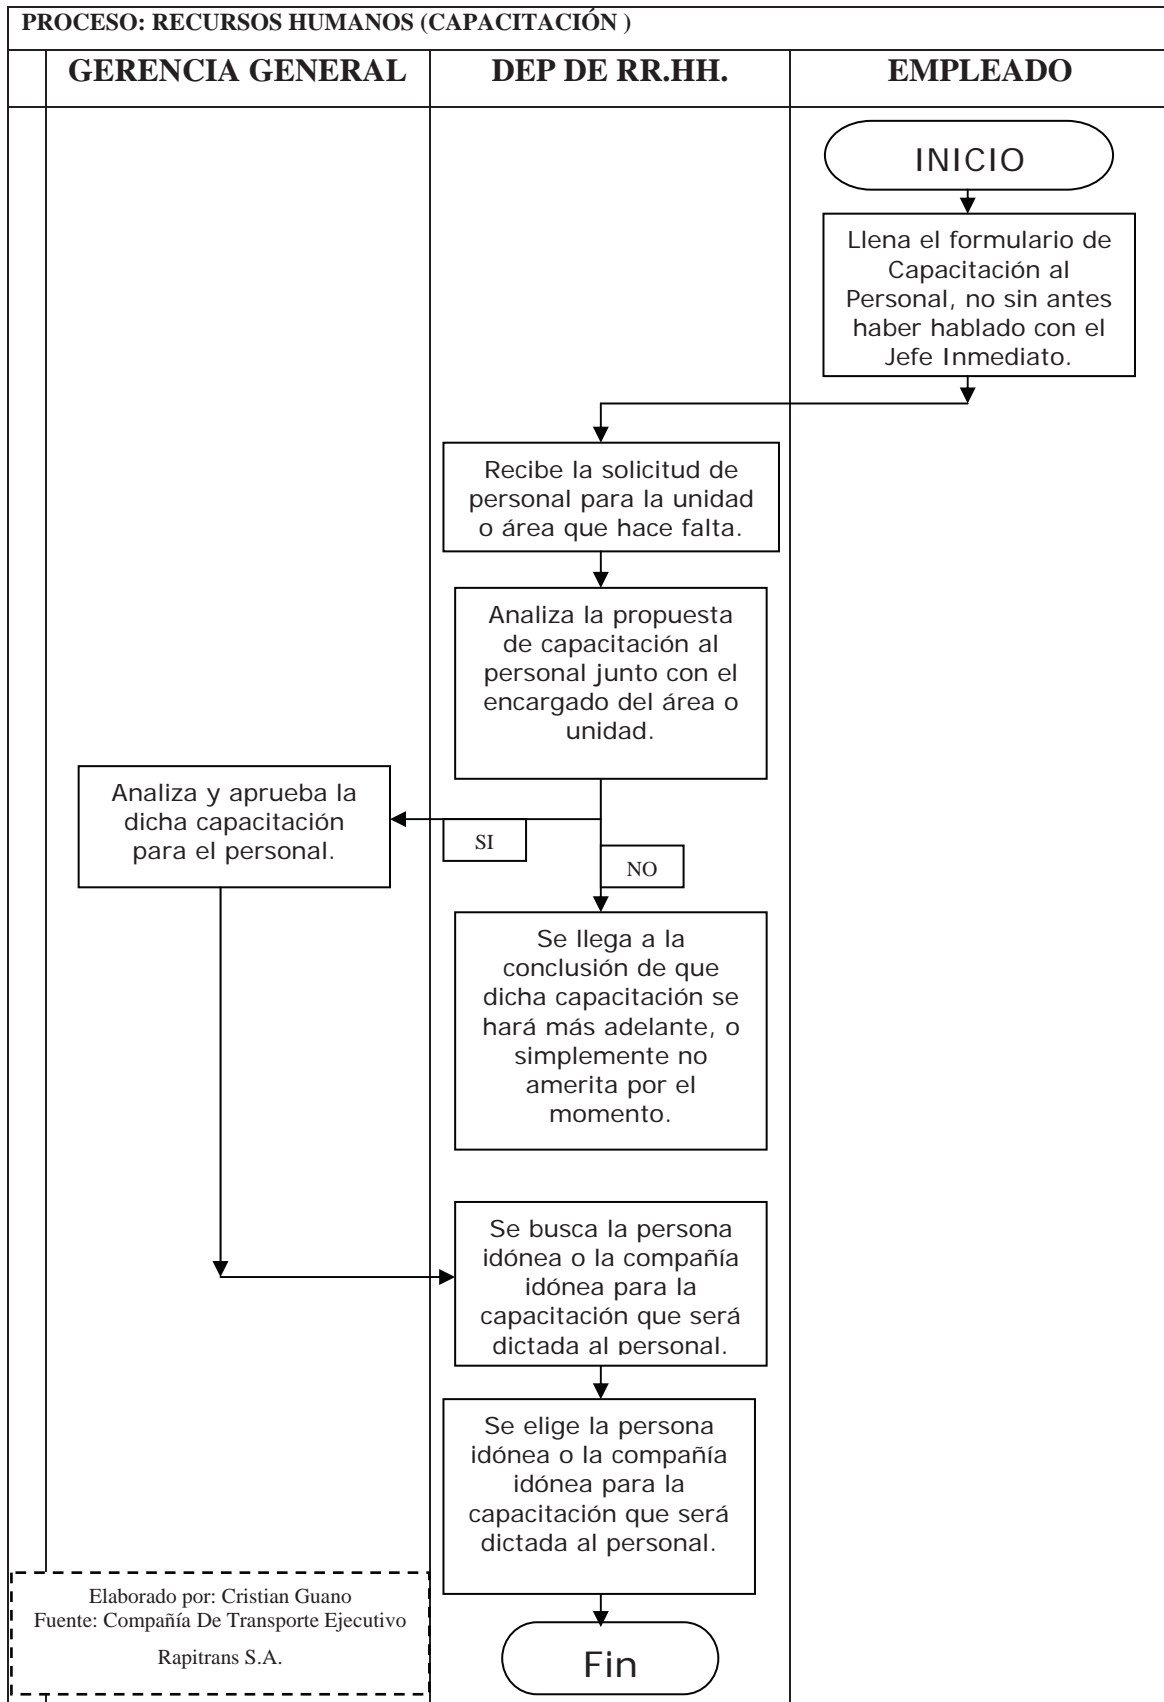 PROCESO: RECURSOS HUMANOS (CAPACITACIÓN )
GERENCIA GENERAL
DEP DE RR.HH.
EMPLEADO
INICIO
Llena el formulario de
Capacitación al
Personal, no sin antes
haber hablado con el
Jefe Inmediato.
Recibe la solicitud de
personal para la unidad
o área que hace falta.
Analiza la propuesta
de capacitación al
personal junto con el
encargado del área o
unidad.
Analiza y aprueba la
dicha capacitación
para el personal.
SI
NO
Se llega a la
conclusión de que
dicha capacitación se
hará más adelante, o
simplemente no
amerita por el
momento.
Se busca la persona
idónea o la compañía
idónea para la
capacitación que será
dictada al personal.
Se elige la persona
idónea o la compañía
idónea para la
capacitación que será
dictada al personal.
Elaborado por: Cristian Guano
Fuente: Compañía De Transporte Ejecutivo
Rapitrans S.A.
Fin